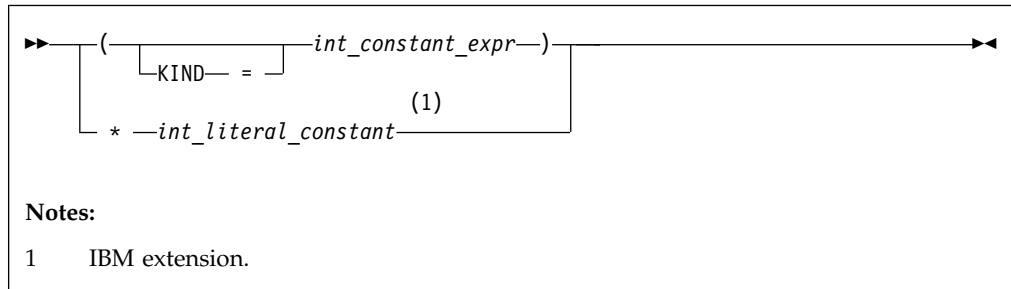 ( int_constant_expr )
KIND =
(1)
* int_literal_constant
Notes:
1 IBM extension.